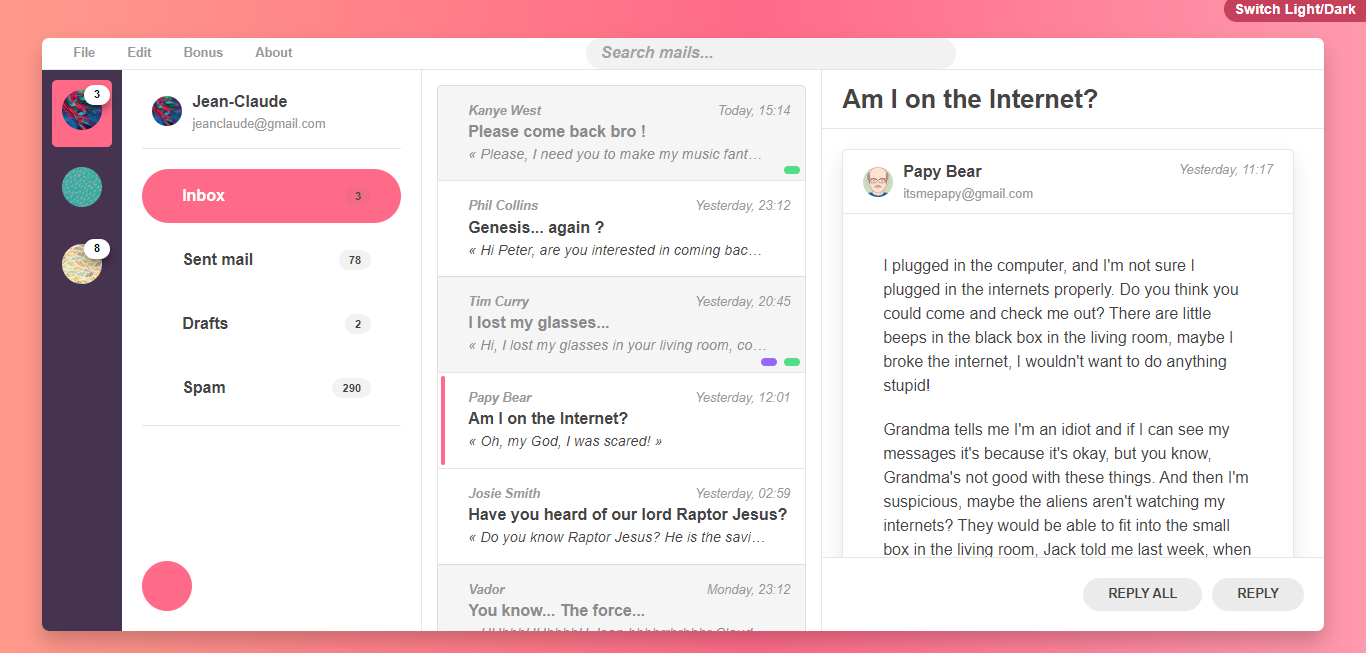 Switch Light/Dark
File Edit Bonus About Search mails...
3
8
Jean-Claude
jeanclaude@gmail.com
Inbox 3
Sent mail 78
Drafts 2
Spam 290
Kanye West Today, 15:14
Please come back bro !
« Please, I need you to make my music fant…
Phil Collins Yesterday, 23:12
Genesis... again ?
« Hi Peter, are you interested in coming bac…
Tim Curry Yesterday, 20:45
I lost my glasses...
« Hi, I lost my glasses in your living room, co…
Papy Bear Yesterday, 12:01
Am I on the Internet?
« Oh, my God, I was scared! »
Josie Smith Yesterday, 02:59
Have you heard of our lord Raptor Jesus?
« Do you know Raptor Jesus? He is the savi…
Vador Monday, 23:12
You know... The force...
Am I on the Internet?
Papy Bear Yesterday, 11:17
itsmepapy@gmail.com
I plugged in the computer, and I'm not sure I
plugged in the internets properly. Do you think you
could come and check me out? There are little
beeps in the black box in the living room, maybe I
broke the internet, I wouldn't want to do anything
stupid!
Grandma tells me I'm an idiot and if I can see my
messages it's because it's okay, but you know,
Grandma's not good with these things. And then I'm
suspicious, maybe the aliens aren't watching my
internets? They would be able to fit into the small
box in the living room, Jack told me last week, when
REPLY ALL REPLY